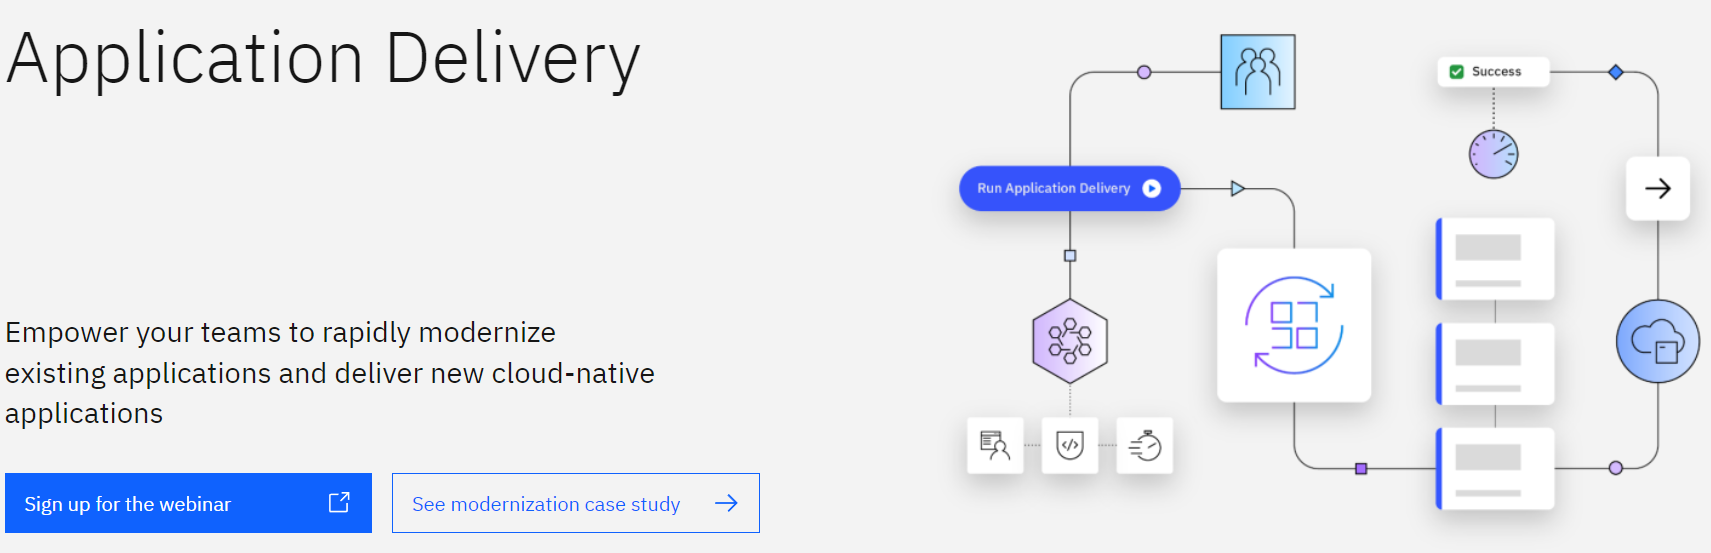 Application Delivery
Success
Run Application Delivery
Empower your teams to rapidly modernize
existing applications and deliver new cloud-native
applications
Sign up for the webinar
See modernization case study